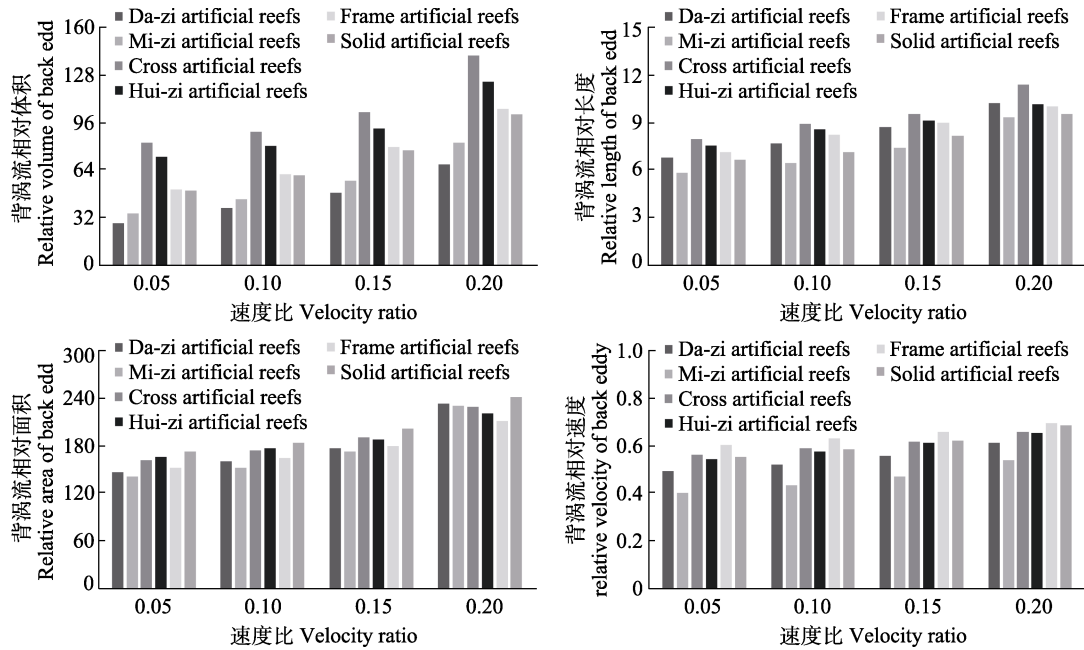 160
128
96
64
32
0
背涡流相对体积
Relative volume of back edd
Da-zi artificial reefs
Mi-zi artificial reefs
Cross artificial reefs
Hui-zi artificial reefs
Frame artificial reefs
Solid artificial reefs
0.05 0.10 0.15 0.20
速度比 Velocity ratio
15
12
9
6
3
0
背涡流相对长度
Relative length of back edd
Da-zi artificial reefs
Mi-zi artificial reefs
Cross artificial reefs
Hui-zi artificial reefs
Frame artificial reefs
Solid artificial reefs
0.05 0.10 0.15 0.20
速度比 Velocity ratio
300
240
180
120
60
0
背涡流相对面积
Relative area of back edd
Da-zi artificial reefs
Mi-zi artificial reefs
Cross artificial reefs
Hui-zi artificial reefs
Frame artificial reefs
Solid artificial reefs
0.05 0.10 0.15 0.20
速度比 Velocity ratio
1.0
0.8
0.6
0.4
0.2
0
背涡流相对速度
relative velocity of back eddy
Da-zi artificial reefs
Mi-zi artificial reefs
Cross artificial reefs
Hui-zi artificial reefs
Frame artificial reefs
Solid artificial reefs
0.05 0.10 0.15 0.20
速度比 Velocity ratio